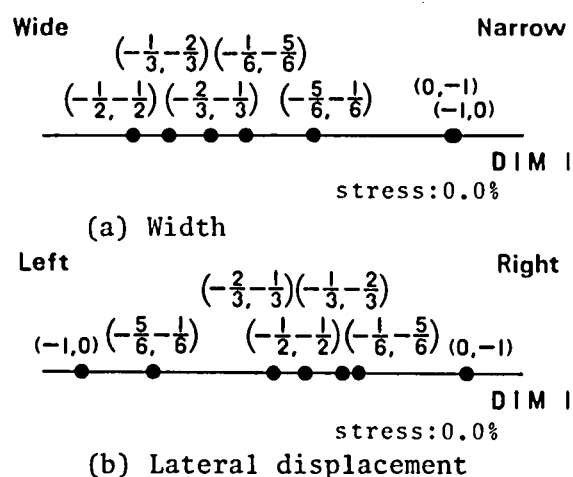 Wide Narrow
(-1/3, -2/3) (-1/6, -5/6)
(-1/2, -1/2) (-2/3, -1/3) (-5/6, -1/6) (0, -1)
(-1,0)
DIM I
stress:0.0%
(a) Width
Left Right
(-2/3, -1/3) (-1/3, -2/3)
(-1,0) (-5/6, -1/6) (-1/2, -1/2) (-1/6, -5/6) (0, -1)
DIM I
stress:0.0%
(b) Lateral displacement